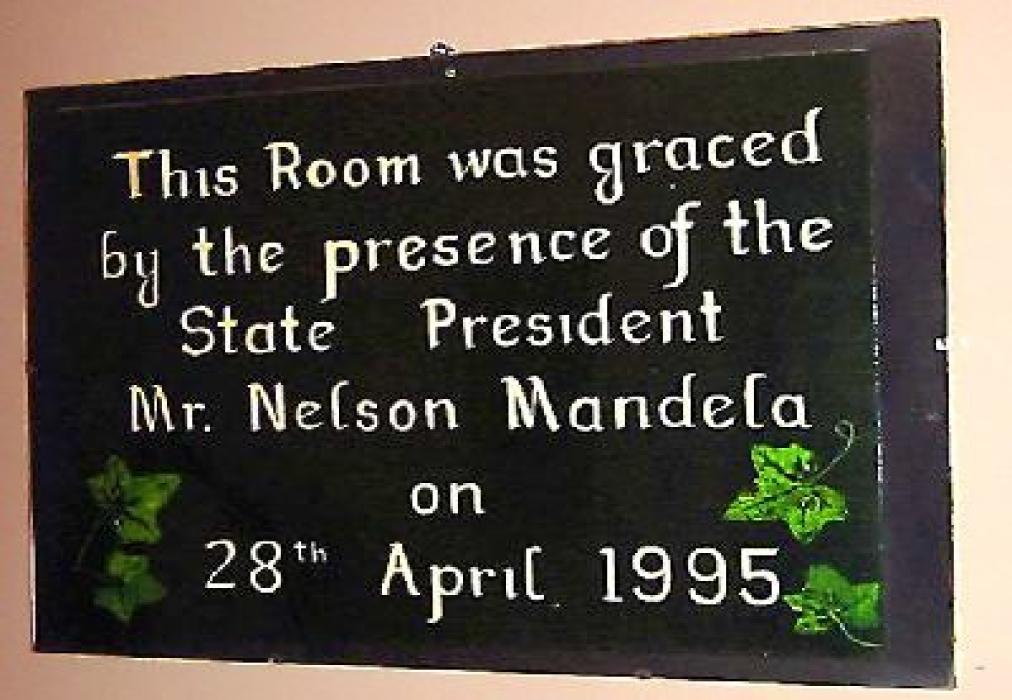 This Room was graced
by the presence of the
State President
Mr. Nelson Mandela
on
28th April 1995